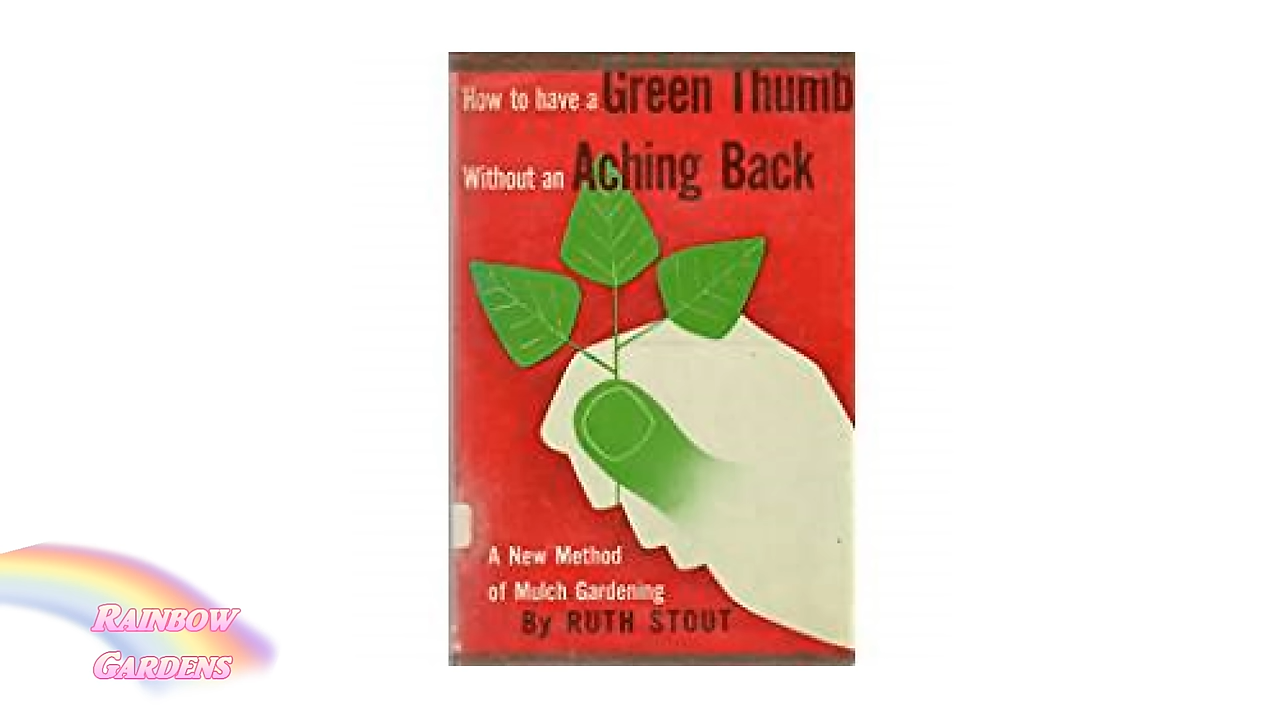 How to have a Green Thumb
Without an Aching Back
A New Method
of Mulch Gardening
By RUTH STOUT
RAINBOW
GARDENS